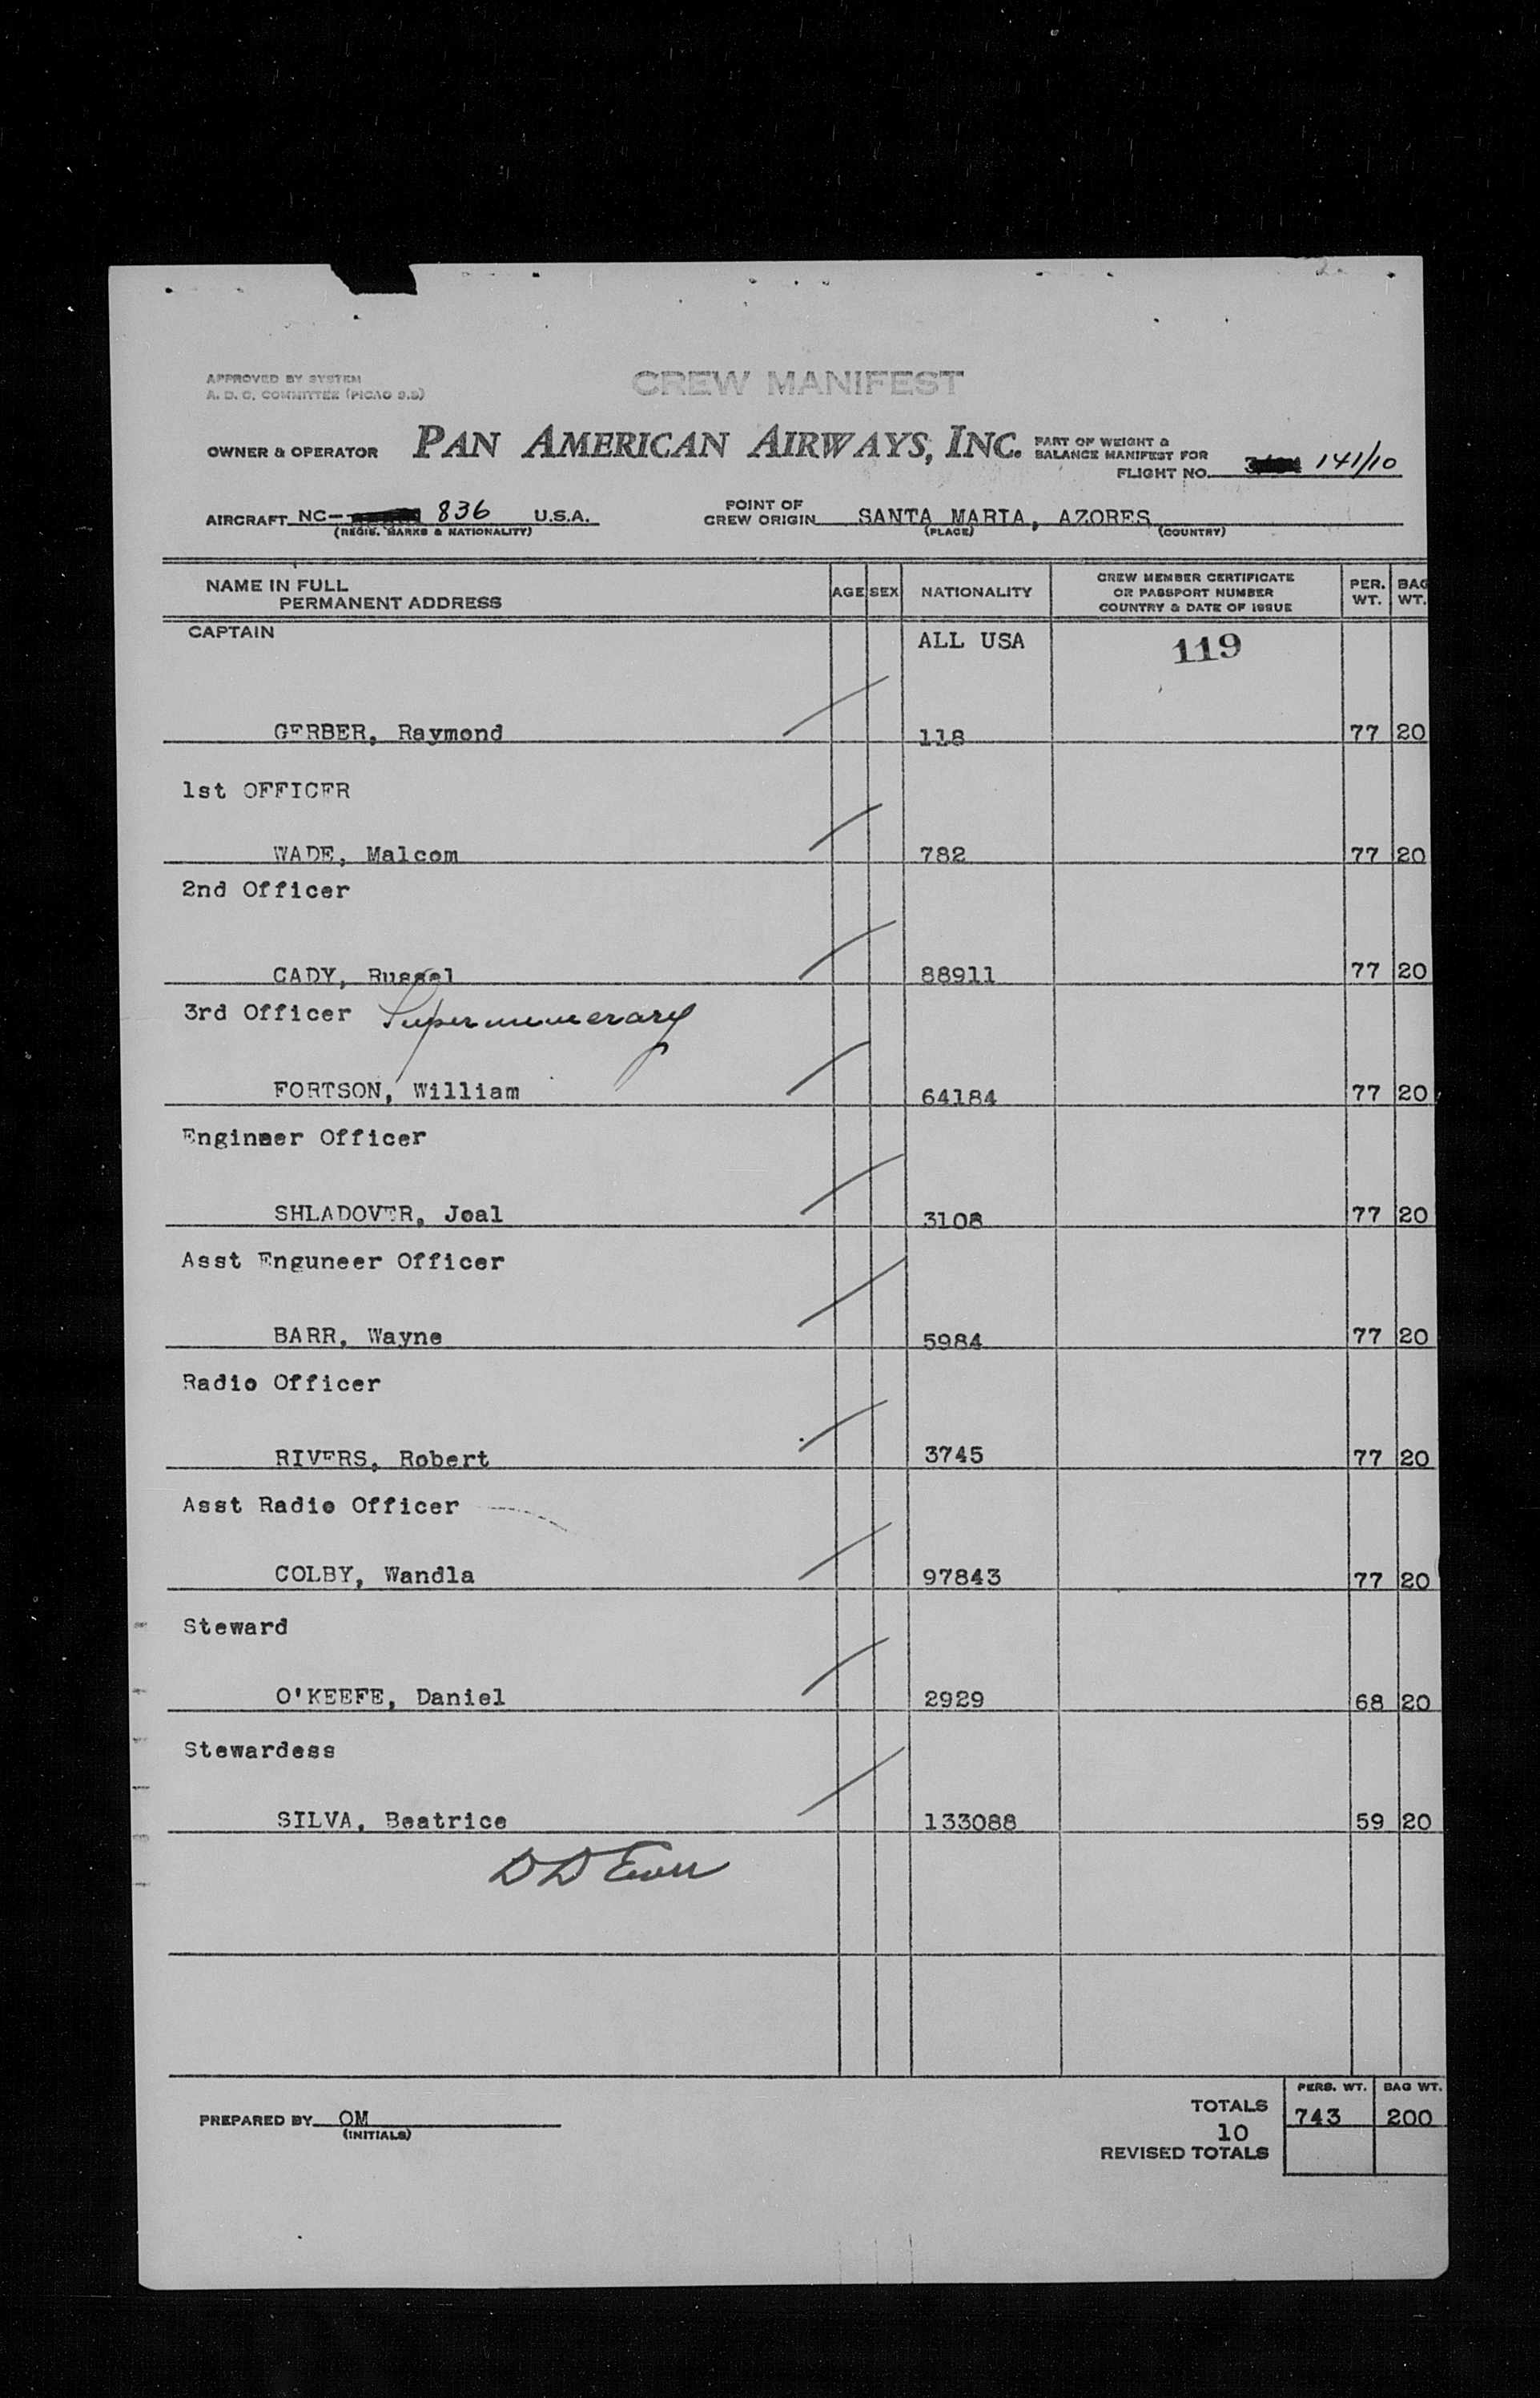 APPROVED BY SYSTEM
A. D. C. COMMITTEE (PICAO 9.5)
CREW MANIFEST
OWNER & OPERATOR PAN AMERICAN AIRWAYS, INC. PART OF WEIGHT &
BALANCE MANIFEST FOR
FLIGHT NO. 141/10
AIRCRAFT NC- 836 U.S.A. POINT OF
CREW ORIGIN SANTA MARIA, AZORES
(REGIS. MARKS & NATIONALITY) (PLACE) (COUNTRY)
NAME IN FULL
PERMANENT ADDRESS AGE SEX NATIONALITY CREW MEMBER CERTIFICATE
OR PASSPORT NUMBER
COUNTRY & DATE OF ISSUE PER.
WT. BAG
WT.
CAPTAIN ALL USA 119
GERBER, Raymond 118 77 20
1st OFFICER
WADE, Malcom 782 77 20
2nd Officer
CADY, Russel 88911 77 20
3rd Officer Supernumerary
FORTSON, William 64184 77 20
Engineer Officer
SHLADOVER, Joal 3108 77 20
Asst Enguneer Officer
BARR, Wayne 5984 77 20
Radio Officer
RIVERS, Robert 3745 77 20
Asst Radio Officer
COLBY, Wandla 97843 77 20
Steward
O'KEEFE, Daniel 2929 68 20
Stewardess
SILVA, Beatrice 133088 59 20
D D
PERS. WT. BAG WT.
TOTALS 743 200
PREPARED BY OM 10
(INITIALS)
REVISED TOTALS